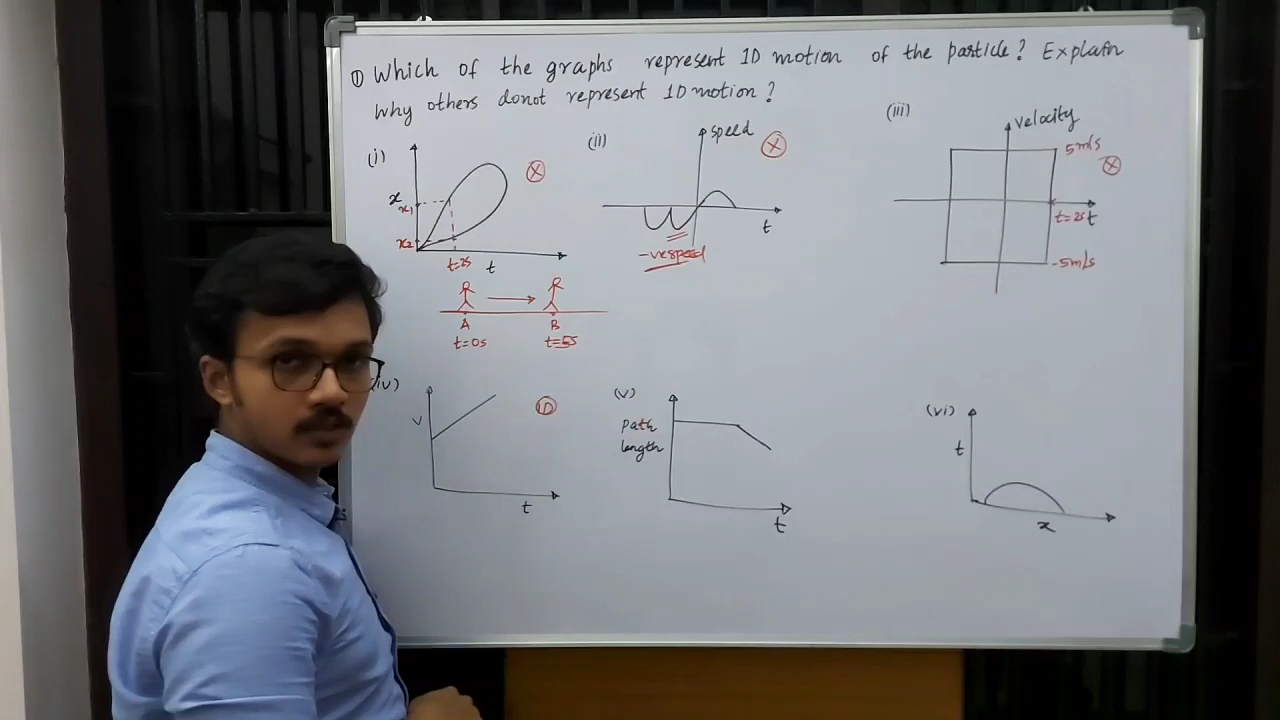 ① Which of the graphs represent 1D motion of the particle? Explain
why others donot represent 1D motion?
(i)
x
x1
x2
t=2s
t
A
B
t=0s
t=5s
(ii)
speed
t
-ve speed
(iii)
velocity
5m/s
t=2s
t
-5m/s
(iv)
v
t
1D
(v)
path
length
t
(vi)
t
x